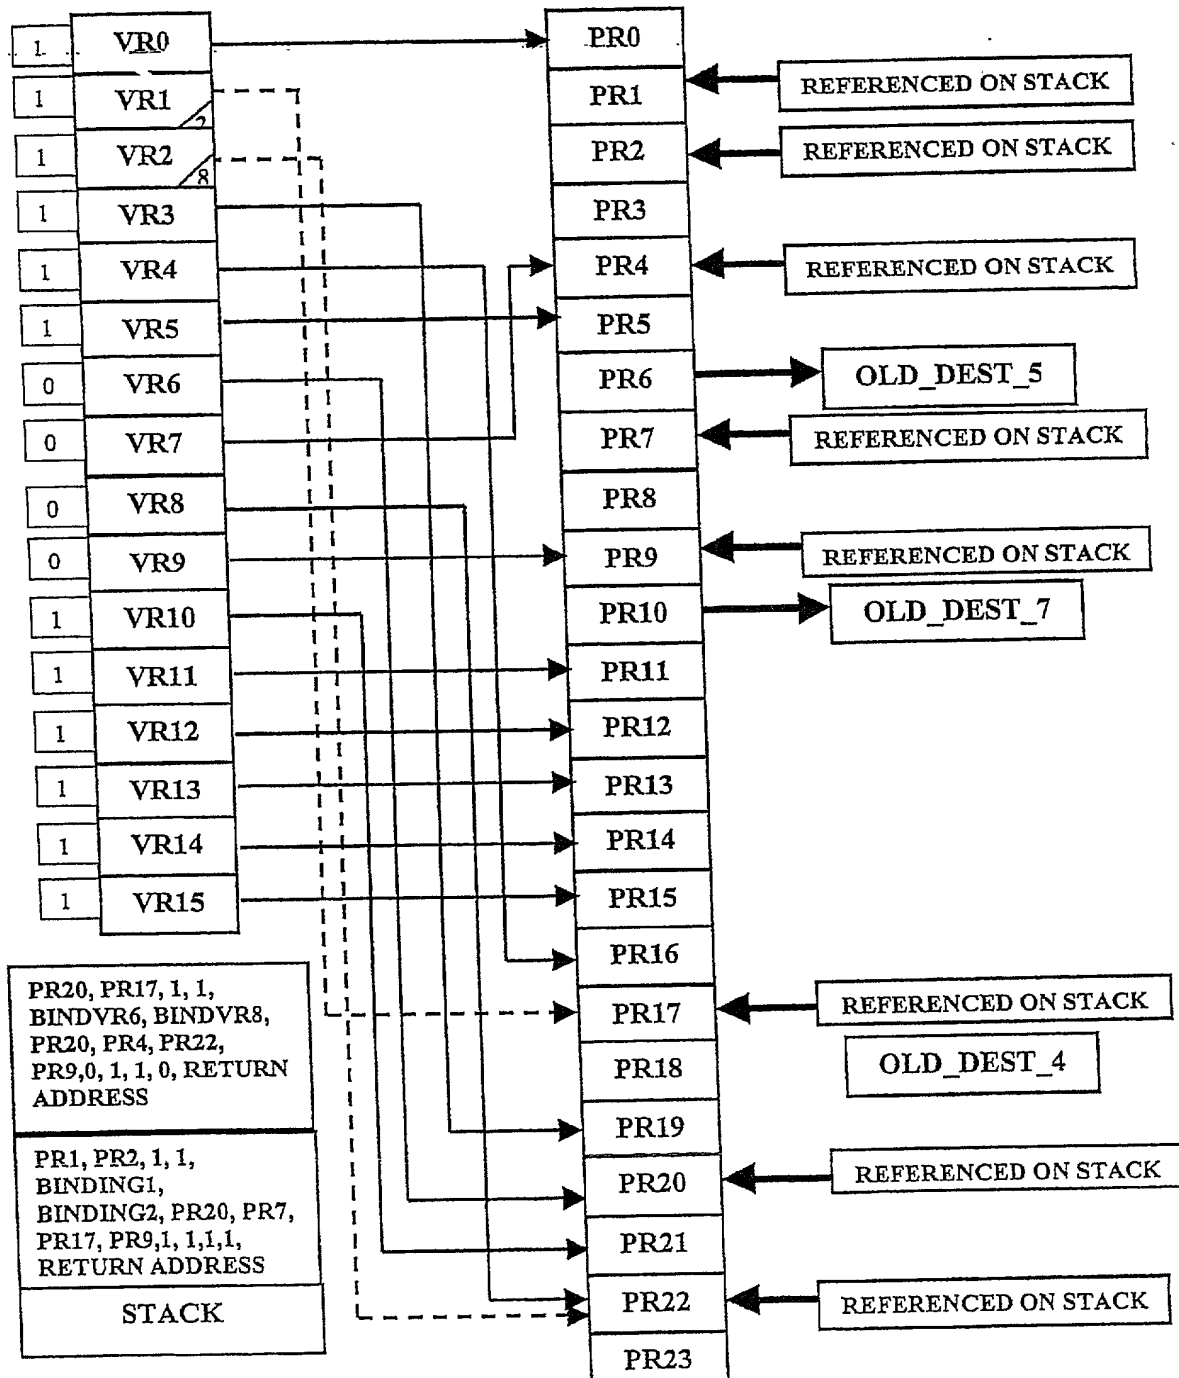 1 VR0 PR0
REFERENCED ON STACK
1 VR1 2 PR1
1 VR2 8 PR2 REFERENCED ON STACK
1 VR3 PR3
1 VR4 PR4 REFERENCED ON STACK
1 VR5 PR5
0 VR6 PR6 OLD_DEST_5
0 VR7 PR7 REFERENCED ON STACK
0 VR8 PR8
0 VR9 PR9 REFERENCED ON STACK
1 VR10 PR10 OLD_DEST_7
1 VR11 PR11
1 VR12 PR12
1 VR13 PR13
1 VR14 PR14
1 VR15 PR15
PR16
PR17 REFERENCED ON STACK
PR18 OLD_DEST_4
PR19
PR20 REFERENCED ON STACK
PR21
PR22 REFERENCED ON STACK
PR23
PR20, PR17, 1, 1,
BINDVR6, BINDVR8,
PR20, PR4, PR22,
PR9,0, 1, 1, 0, RETURN
ADDRESS
PR1, PR2, 1, 1,
BINDING1,
BINDING2, PR20, PR7,
PR17, PR9,1, 1,1,1,
RETURN ADDRESS
STACK